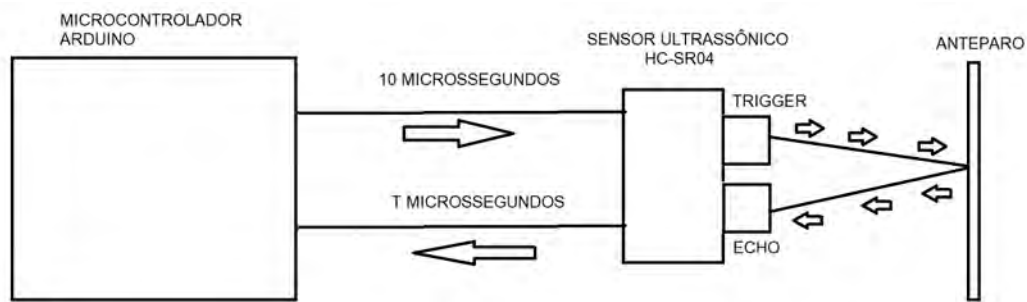 MICROCONTROLADOR
ARDUINO
SENSOR ULTRASSÔNICO
HC-SR04
ANTEPARO
10 MICROSSEGUNDOS
TRIGGER
T MICROSSEGUNDOS
ECHO